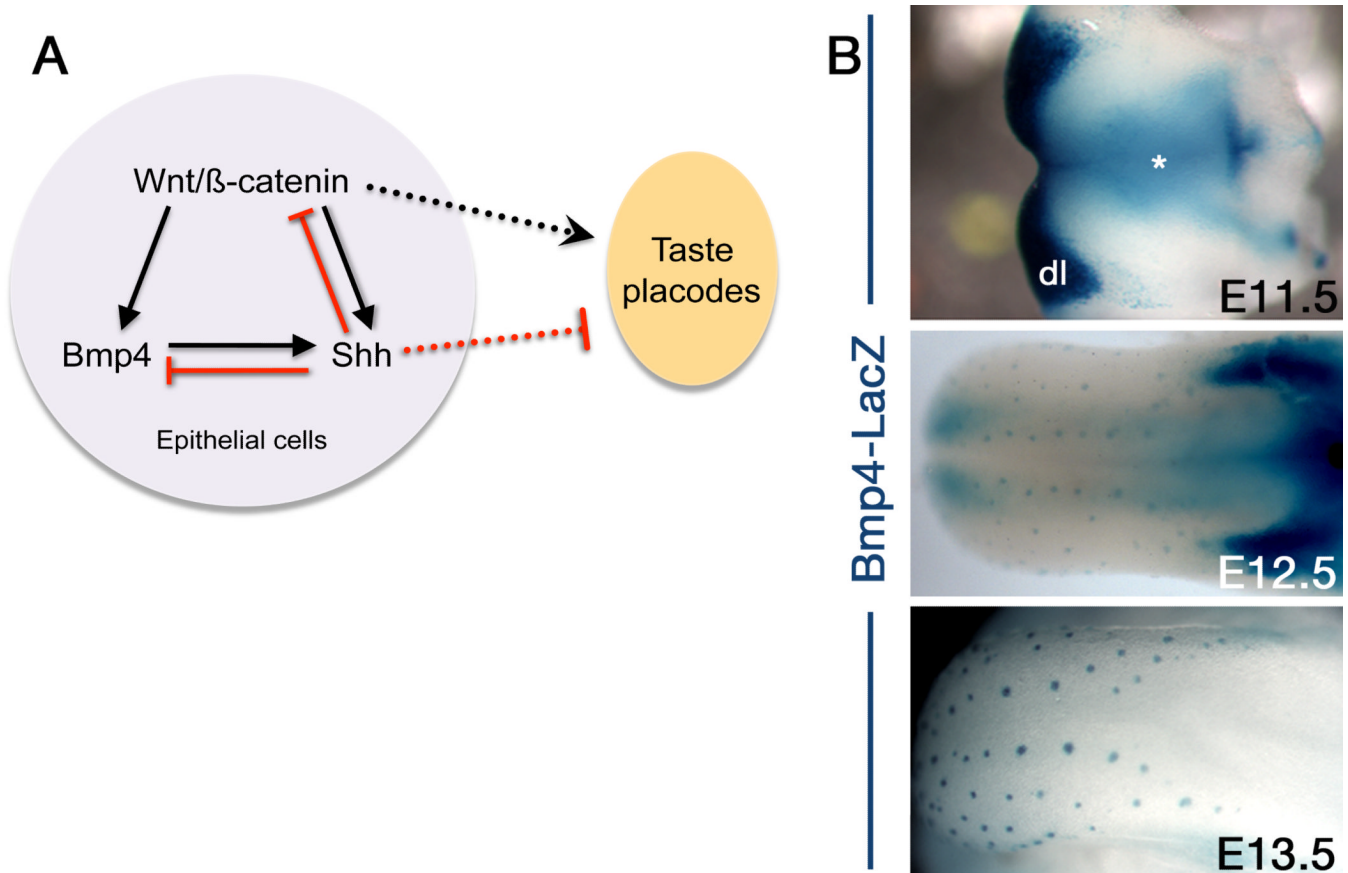 A
Wnt/ß-catenin
Bmp4
Shh
Epithelial cells
Taste
placodes
B
Bmp4-LacZ
*
dl
E11.5
E12.5
E13.5